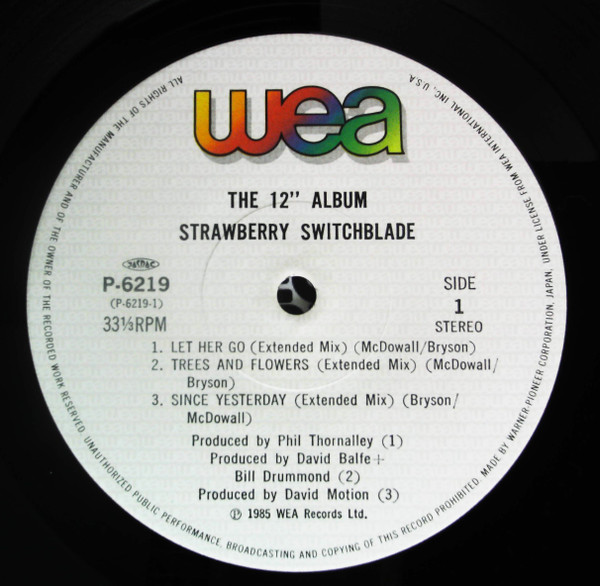 wea
THE 12'' ALBUM
STRAWBERRY SWITCHBLADE
P-6219
(P-6219-1)
33⅓RPM
SIDE
1
STEREO
1. LET HER GO (Extended Mix) (McDowall/Bryson)
2. TREES AND FLOWERS (Extended Mix) (McDowall/
Bryson)
3. SINCE YESTERDAY (Extended Mix) (Bryson/
McDowall)
Produced by Phil Thornalley (1)
Produced by David Balfe+
Bill Drummond (2)
Produced by David Motion (3)
℗ 1985 WEA Records Ltd.
ALL RIGHTS OF THE MANUFACTURER AND OF THE OWNER OF THE RECORDED WORK RESERVED. UNAUTHORIZED PUBLIC PERFORMANCE, BROADCASTING AND COPYING OF THIS RECORD PROHIBITED. MADE BY WARNER-PIONEER CORPORATION, JAPAN, UNDER LICENSE FROM WEA INTERNATIONAL INC., U.S.A